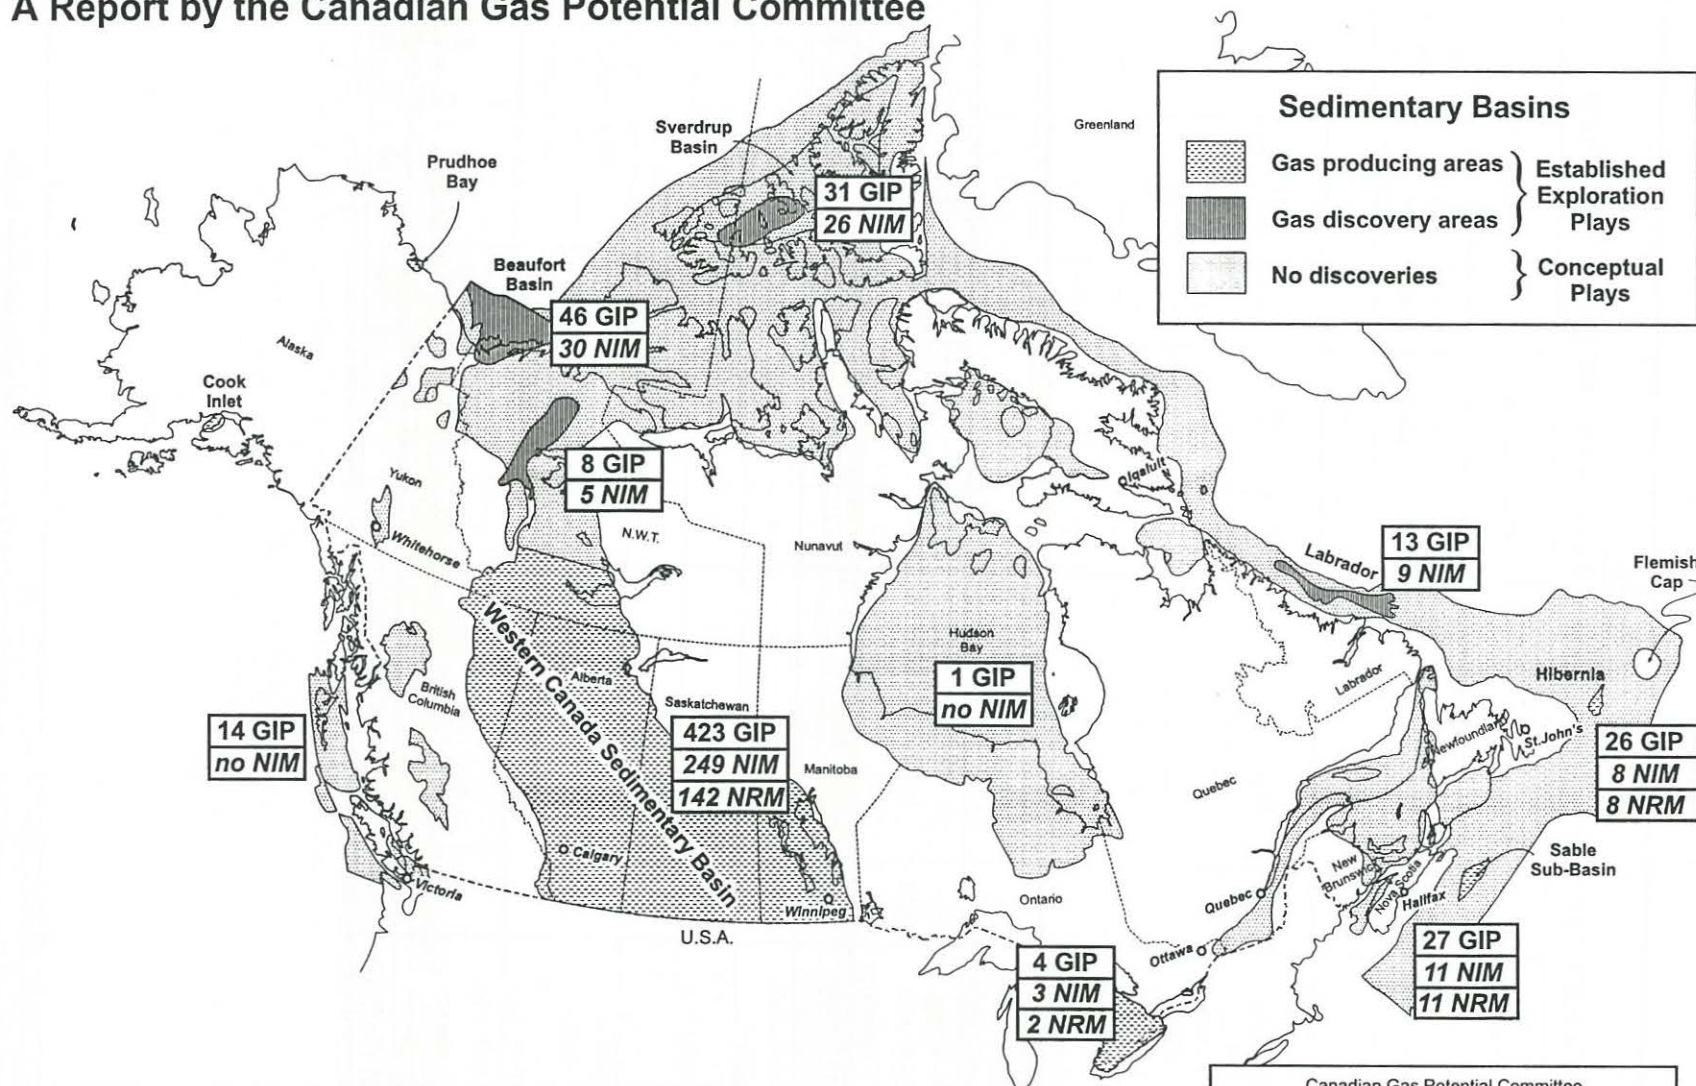 A Report by the Canadian Gas Potential Committee
Sedimentary Basins
Gas producing areas
Gas discovery areas
Established
Exploration
Plays
No discoveries
Conceptual
Plays
Greenland
Sverdrup
Basin
31 GIP
26 NIM
Prudhoe
Bay
Beaufort
Basin
46 GIP
30 NIM
Alaska
Cook
Inlet
8 GIP
5 NIM
Yukon
Whitehorse
N.W.T.
Nunavut
Iqaluit
Labrador
13 GIP
9 NIM
Flemish
Cap
Hudson
Bay
1 GIP
no NIM
Western Canada Sedimentary Basin
Alberta
British
Columbia
Saskatchewan
423 GIP
249 NIM
142 NRM
Manitoba
14 GIP
no NIM
Labrador
Hibernia
Newfoundland
St.John's
26 GIP
8 NIM
8 NRM
Quebec
Calgary
Victoria
Winnipeg
U.S.A.
Ontario
Quebec
New
Brunswick
Nova Scotia
Halifax
Sable
Sub-Basin
Ottawa
27 GIP
11 NIM
11 NRM
4 GIP
3 NIM
2 NRM
Canadian Gas Potential Committee